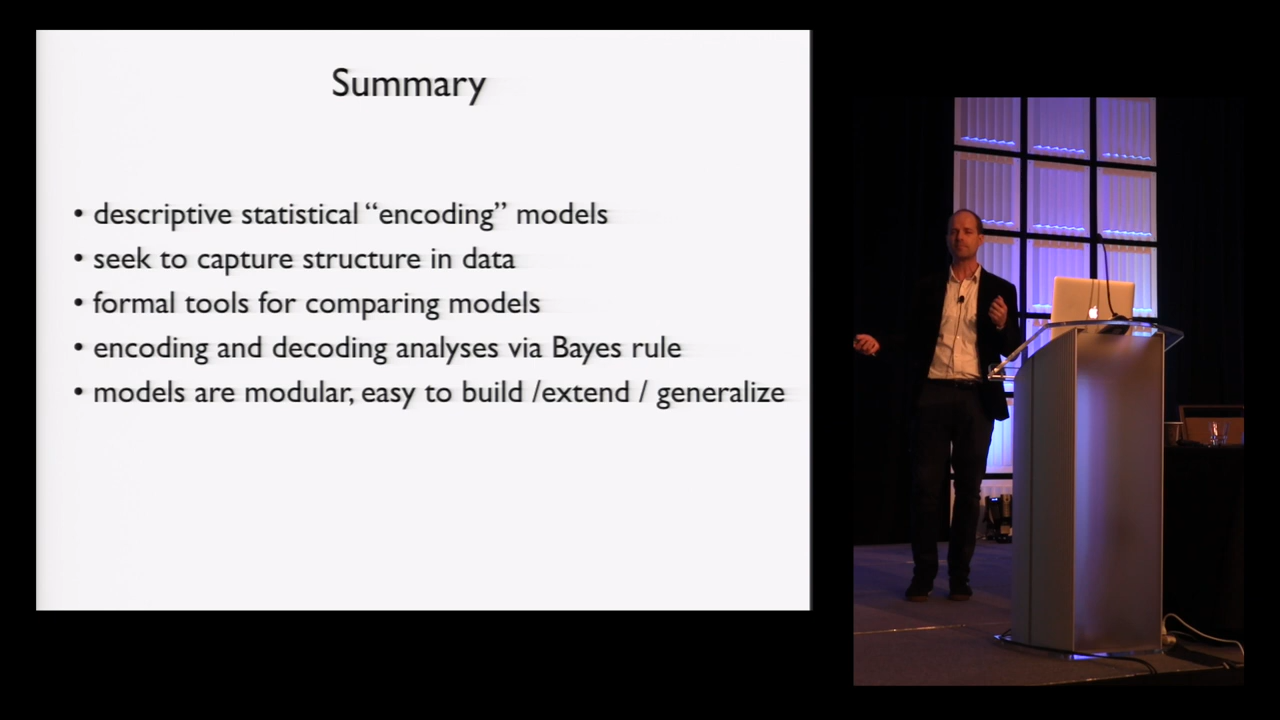 Summary
• descriptive statistical “encoding” models
• seek to capture structure in data
• formal tools for comparing models
• encoding and decoding analyses via Bayes rule
• models are modular, easy to build /extend / generalize